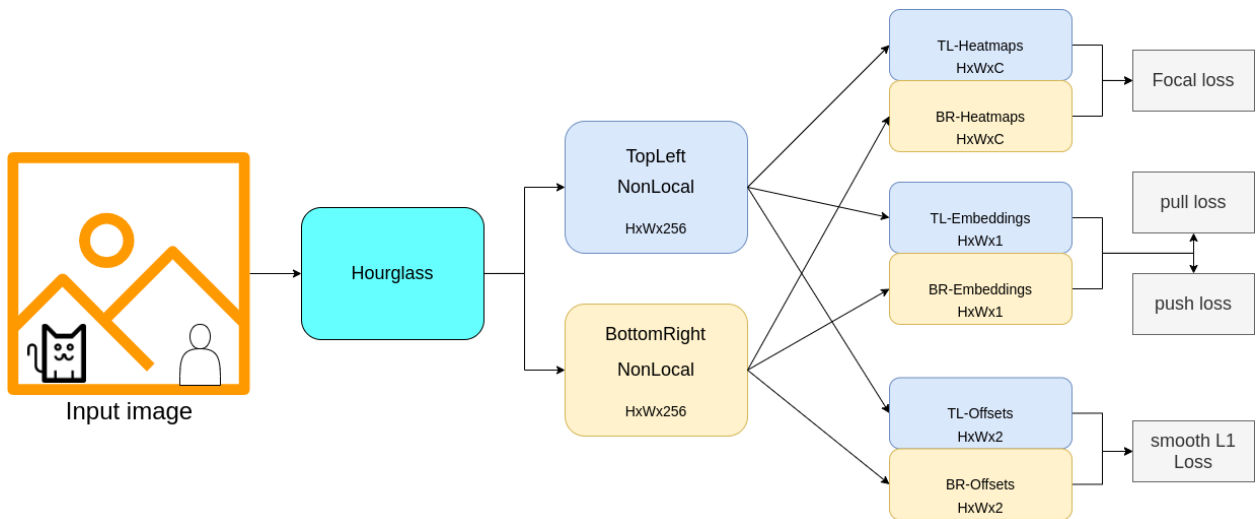 Input image
Hourglass
TopLeft
NonLocal
HxWx256
BottomRight
NonLocal
HxWx256
TL-Heatmaps
HxWxC
BR-Heatmaps
HxWxC
TL-Embeddings
HxWx1
BR-Embeddings
HxWx1
TL-Offsets
HxWx2
BR-Offsets
HxWx2
Focal loss
pull loss
push loss
smooth L1
Loss